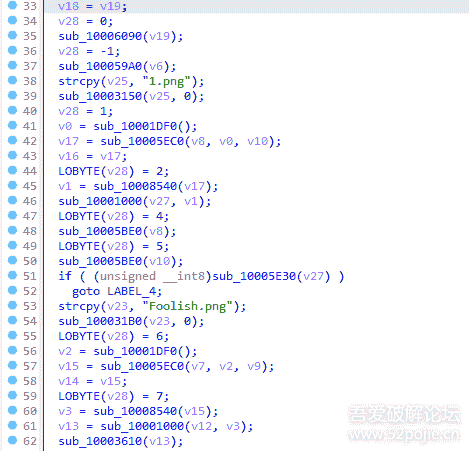 33 v18 = v19;
34 v28 = 0;
35 sub_10006090(v19);
36 v28 = -1;
37 sub_100059A0(v6);
38 strcpy(v25, "1.png");
39 sub_10003150(v25, 0);
40 v28 = 1;
41 v0 = sub_10001DF0();
42 v17 = sub_10005EC0(v8, v0, v10);
43 v16 = v17;
44 LOBYTE(v28) = 2;
45 v1 = sub_10008540(v17);
46 sub_10001000(v27, v1);
47 LOBYTE(v28) = 4;
48 sub_10005BE0(v8);
49 LOBYTE(v28) = 5;
50 sub_10005BE0(v10);
51 if ( (unsigned __int8)sub_10005E30(v27) )
52 goto LABEL_4;
53 strcpy(v23, "Foolish.png");
54 sub_100031B0(v23, 0);
55 LOBYTE(v28) = 6;
56 v2 = sub_10001DF0();
57 v15 = sub_10005EC0(v7, v2, v9);
58 v14 = v15;
59 LOBYTE(v28) = 7;
60 v3 = sub_10008540(v15);
61 v13 = sub_10001000(v12, v3);
62 sub_10003610(v13);
吾爱破解论坛
www.52pojie.cn